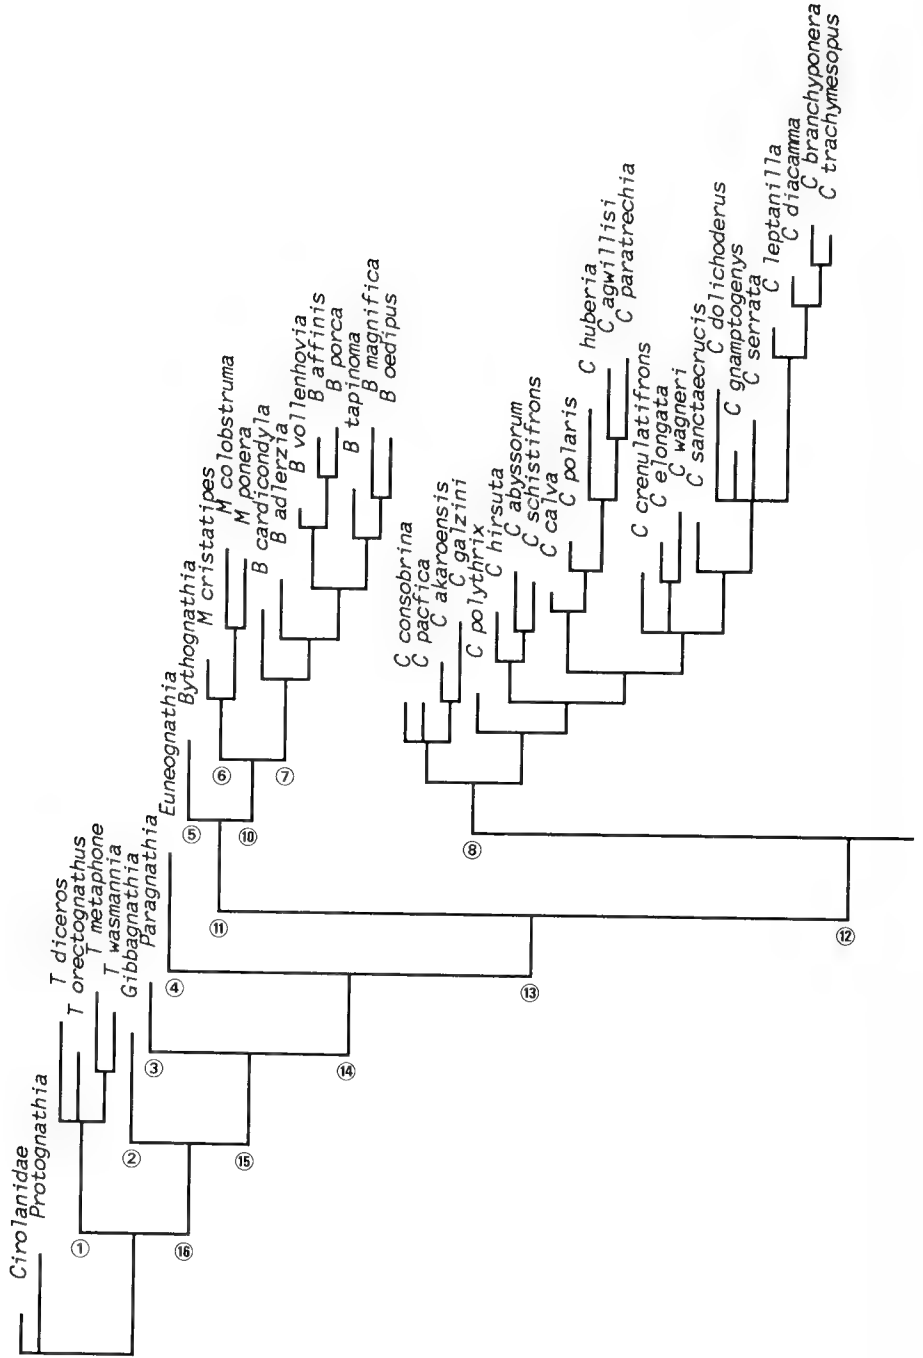 Cirolanidae
Protognathia
T diceros
T orectognathus
T metaphone
T wasmannia
Gibbagnathia
Paragnathia
Euneognathia
Bythognathia
M cristatipes
M colobstruma
M ponera
B cardicondyla
B adlerzia
B vollenhovia
B affinis
B porca
B tapinoma
B magnifica
B oedipus
C consobrina
C pacfica
C akaroensis
C galzini
C polythrix
C hirsuta
C abyssorum
C schistifrons
C calva
C polaris
C huberia
C agwillisi
C paratrechia
C crenulatifrons
C elongata
C wagneri
C sanctaecrucis
C dolichoderus
C gnamptogenys
C serrata
C leptanilla
C diacamma
C branchyponera
C trachymesopus
1
16
2
15
3
14
4
13
5
10
6
7
11
12
8